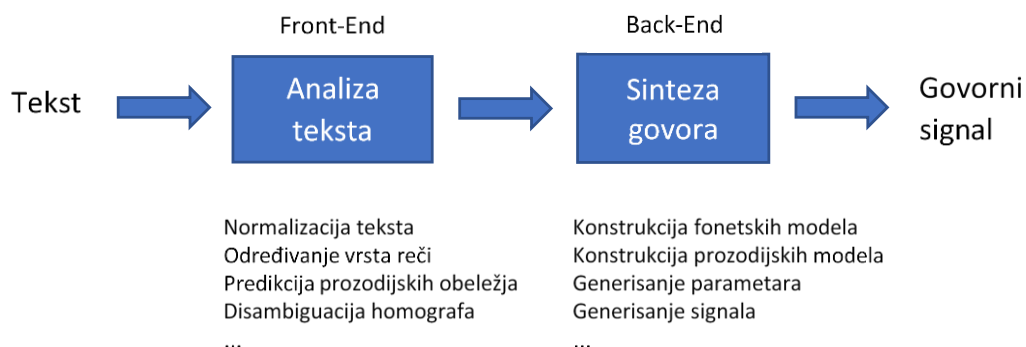 Front-End
Back-End
Tekst
Analiza
teksta
Sinteza
govora
Govorni
signal
Normalizacija teksta
Određivanje vrsta reči
Predikcija prozodijskih obeležja
Disambiguacija homografa
...
Konstrukcija fonetskih modela
Konstrukcija prozodijskih modela
Generisanje parametara
Generisanje signala
...